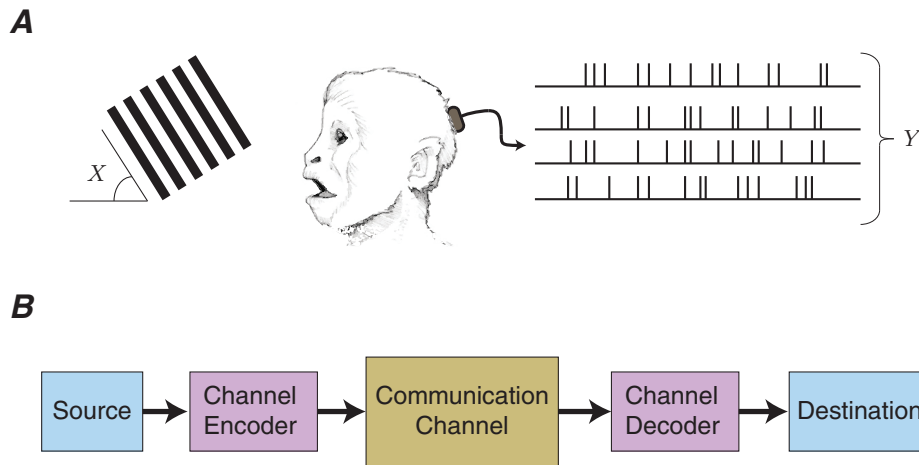 A
X
Y
B
Source
Channel
Encoder
Communication
Channel
Channel
Decoder
Destination